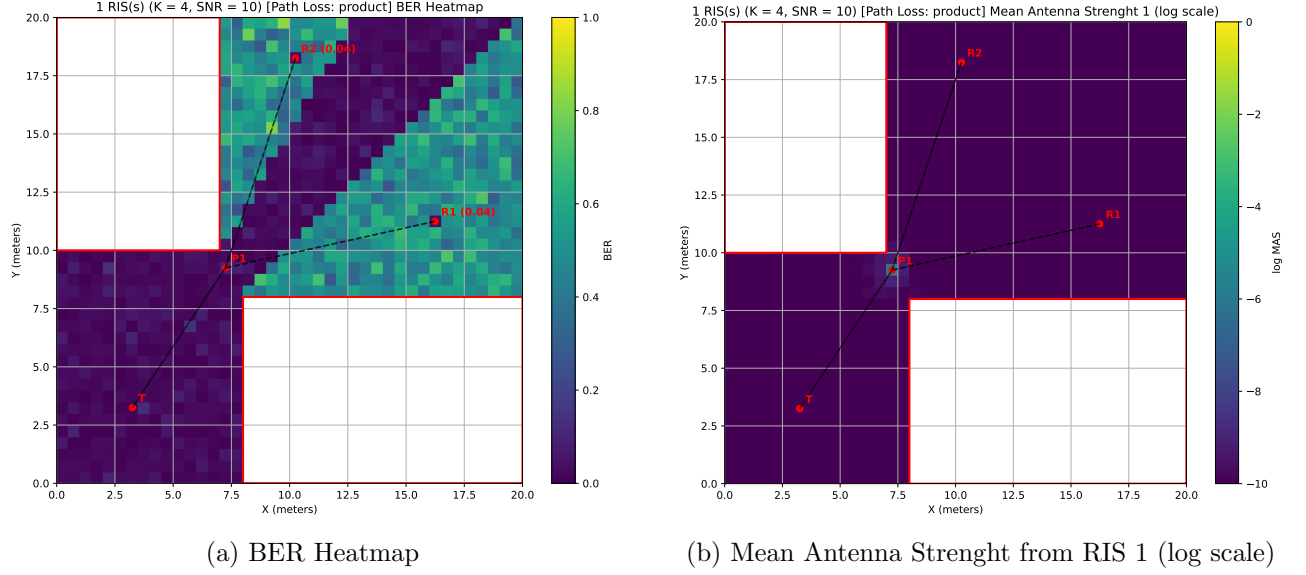 1 RIS(s) (K = 4, SNR = 10) [Path Loss: product] BER Heatmap
20.0
17.5
15.0
12.5
10.0
7.5
5.0
2.5
0.0
Y (meters)
0.0 2.5 5.0 7.5 10.0 12.5 15.0 17.5 20.0
X (meters)
R2 (0.04)
R1 (0.04)
P1
T
1.0
0.8
0.6
0.4
0.2
0.0
BER
(a) BER Heatmap
1 RIS(s) (K = 4, SNR = 10) [Path Loss: product] Mean Antenna Strenght 1 (log scale)
20.0
17.5
15.0
12.5
10.0
7.5
5.0
2.5
0.0
Y (meters)
0.0 2.5 5.0 7.5 10.0 12.5 15.0 17.5 20.0
X (meters)
R2
R1
P1
T
0
−2
−4
−6
−8
−10
log MAS
(b) Mean Antenna Strenght from RIS 1 (log scale)